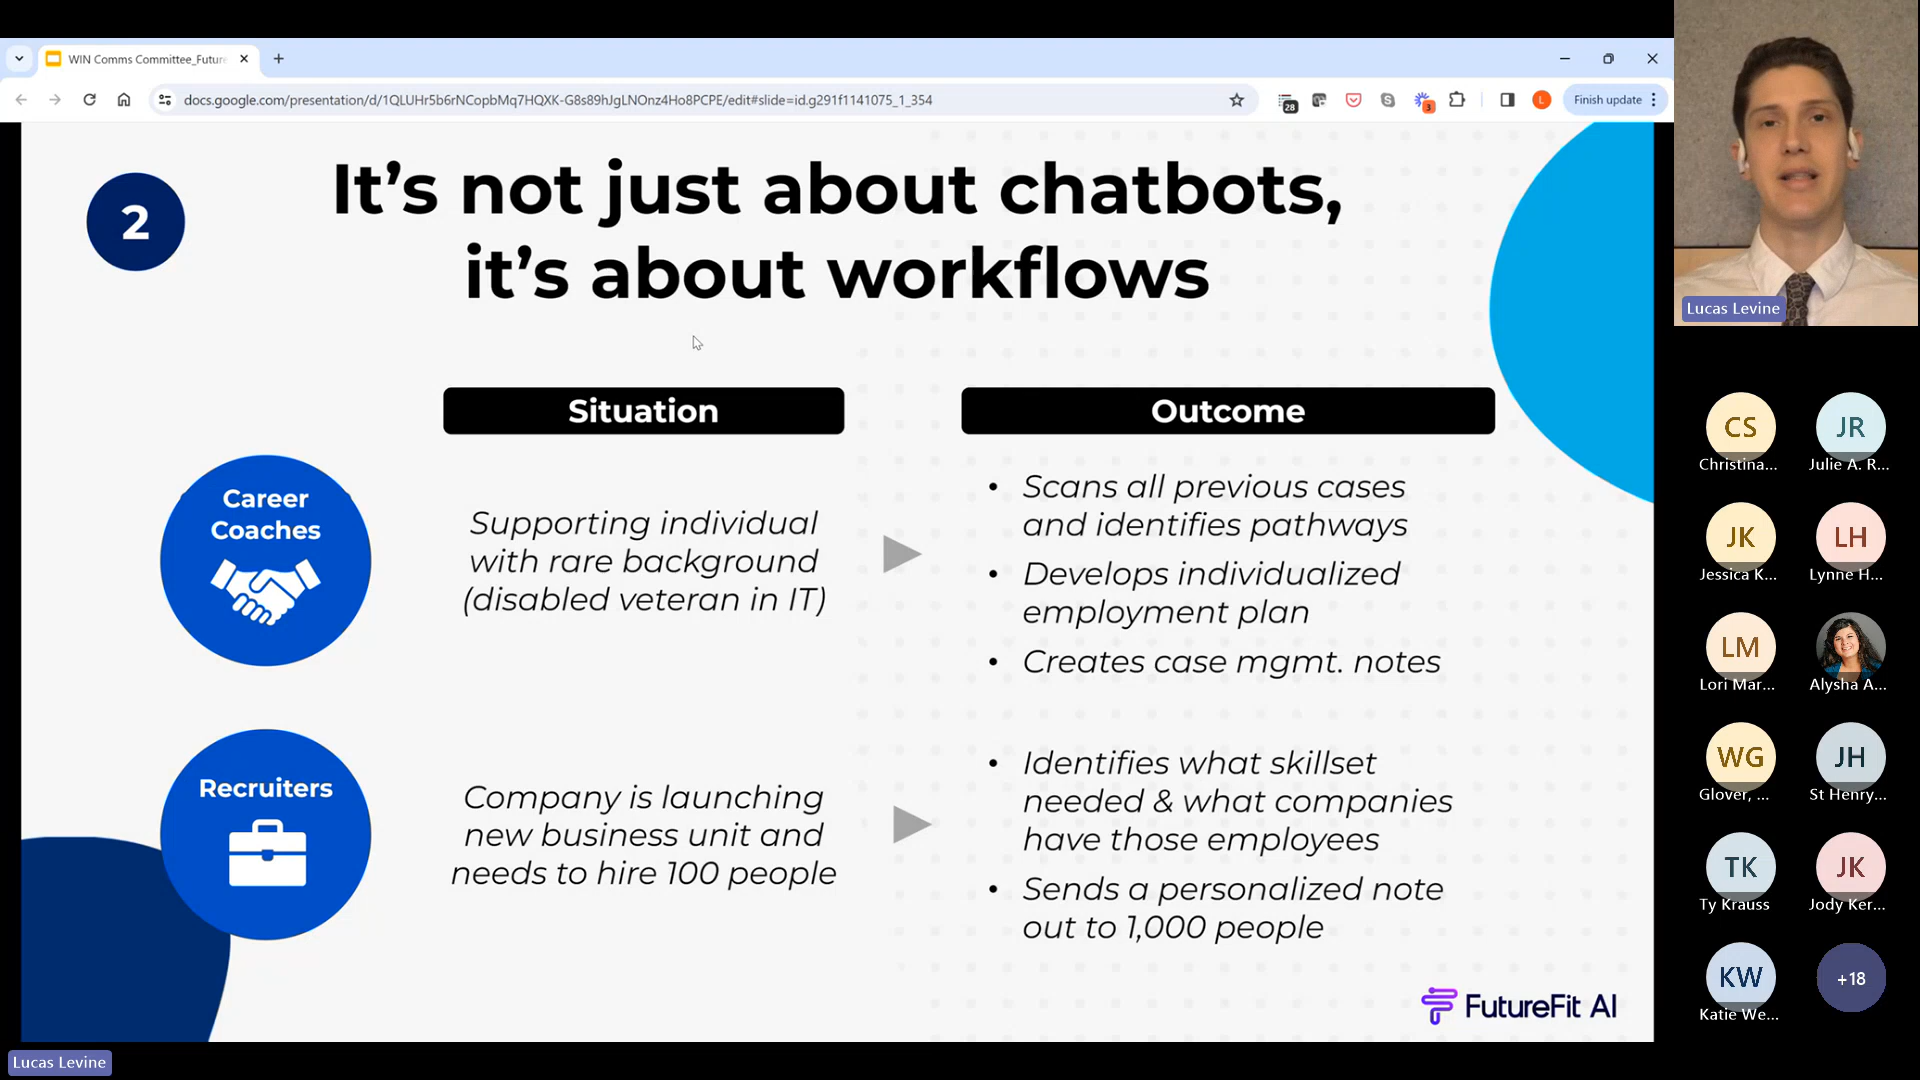 WIN Comms Committee_Future
docs.google.com/presentation/d/1QLUHr5b6rNCopbMq7HQXK-G8s89hJgLNOnz4Ho8PCPE/edit#slide=id.g291f1141075_1_354
28
3
L
Finish update
2
It's not just about chatbots,
it's about workflows
Situation
Outcome
Career
Coaches
Supporting individual
with rare background
(disabled veteran in IT)
• Scans all previous cases
and identifies pathways
• Develops individualized
employment plan
• Creates case mgmt. notes
Recruiters
Company is launching
new business unit and
needs to hire 100 people
• Identifies what skillset
needed & what companies
have those employees
• Sends a personalized note
out to 1,000 people
FutureFit AI
Lucas Levine
Lucas Levine
CS
Christina...
JR
Julie A. R...
JK
Jessica K...
LH
Lynne H...
LM
Lori Mar...
Alysha A...
WG
Glover, ...
JH
St Henry...
TK
Ty Krauss
JK
Jody Ker...
KW
Katie We...
+18